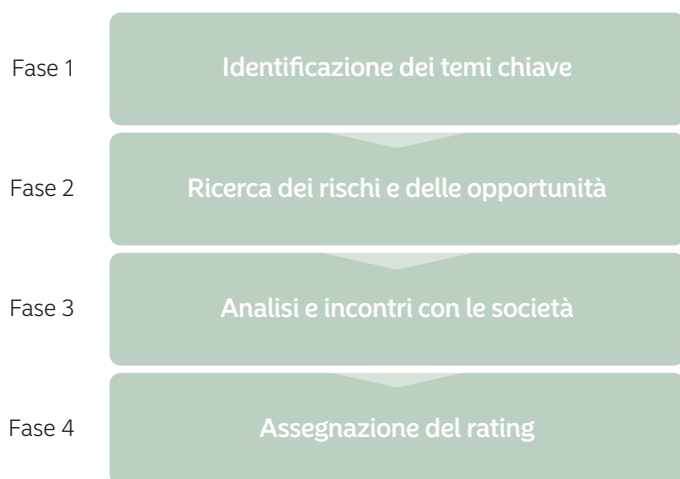 Fase 1
Identificazione dei temi chiave
Fase 2
Ricerca dei rischi e delle opportunità
Fase 3
Analisi e incontri con le società
Fase 4
Assegnazione del rating